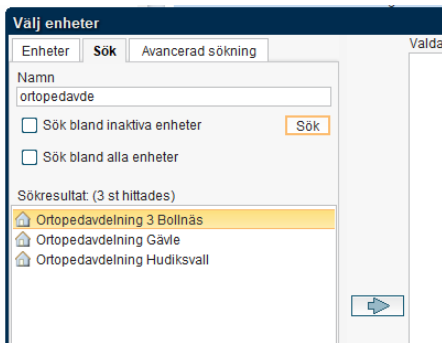 Välj enheter
Enheter Sök Avancerad sökning
Valda
Namn
ortopedavde
Sök bland inaktiva enheter Sök
Sök bland alla enheter
Sökresultat: (3 st hittades)
Ortopedavdelning 3 Bollnäs
Ortopedavdelning Gävle
Ortopedavdelning Hudiksvall